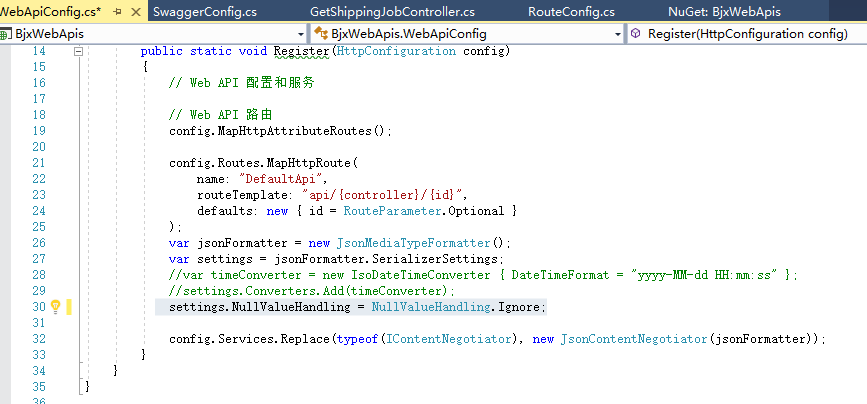 WebApiConfig.cs* SwaggerConfig.cs GetShippingJobController.cs RouteConfig.cs NuGet: BjxWebApis
BjxWebApis BjxWebApis.WebApiConfig Register(HttpConfiguration config)
14 public static void Register(HttpConfiguration config)
15 {
16 // Web API 配置和服务
17
18 // Web API 路由
19 config.MapHttpAttributeRoutes();
20
21 config.Routes.MapHttpRoute(
22 name: "DefaultApi",
23 routeTemplate: "api/{controller}/{id}",
24 defaults: new { id = RouteParameter.Optional }
25 );
26 var jsonFormatter = new JsonMediaTypeFormatter();
27 var settings = jsonFormatter.SerializerSettings;
28 //var timeConverter = new IsoDateTimeConverter { DateTimeFormat = "yyyy-MM-dd HH:mm:ss" };
29 //settings.Converters.Add(timeConverter);
30 settings.NullValueHandling = NullValueHandling.Ignore;
31
32 config.Services.Replace(typeof(IContentNegotiator), new JsonContentNegotiator(jsonFormatter));
33 }
34 }
35 }
36